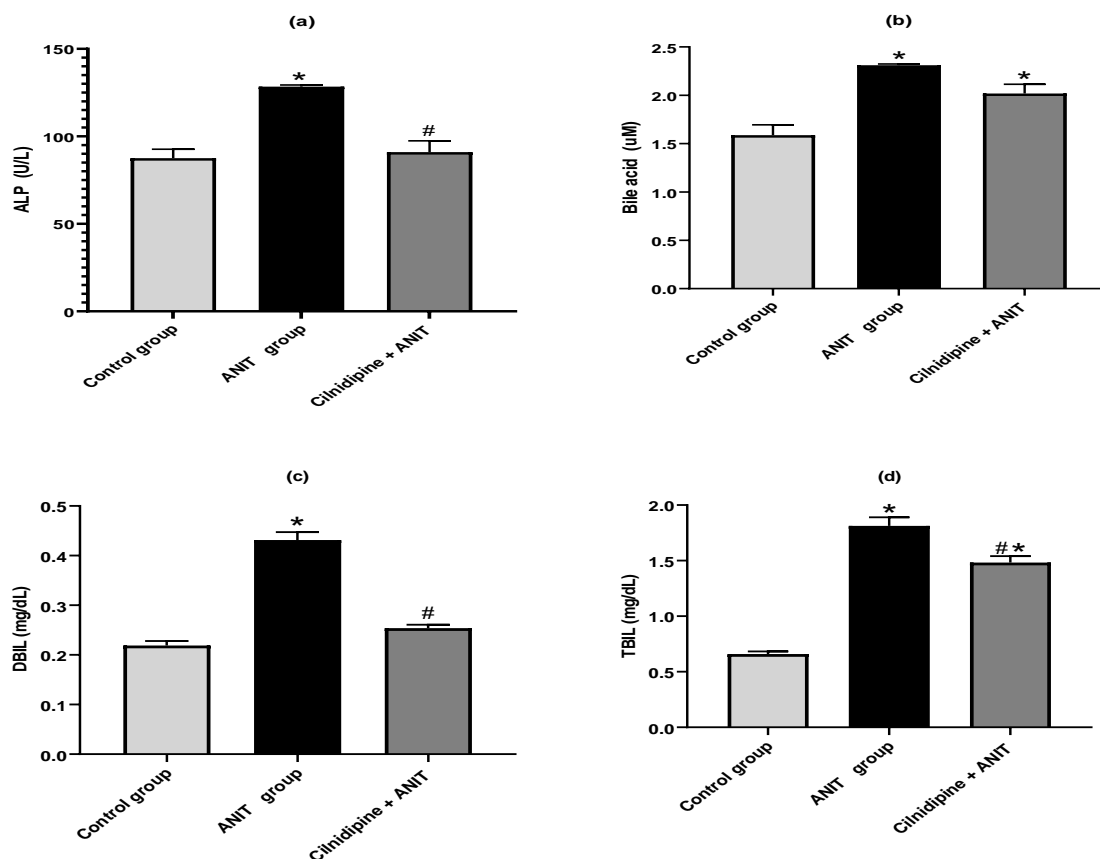 (a)
ALP (U/L)
150
100
50
0
*
#
Control group
ANIT group
Cilnidipine + ANIT
(b)
Bile acid (uM)
2.5
2.0
1.5
1.0
0.5
0.0
*
*
Control group
ANIT group
Cilnidipine + ANIT
(c)
DBIL (mg/dL)
0.5
0.4
0.3
0.2
0.1
0.0
*
#
Control group
ANIT group
Cilnidipine + ANIT
(d)
TBIL (mg/dL)
2.0
1.5
1.0
0.5
0.0
*
# *
Control group
ANIT group
Cilnidipine + ANIT